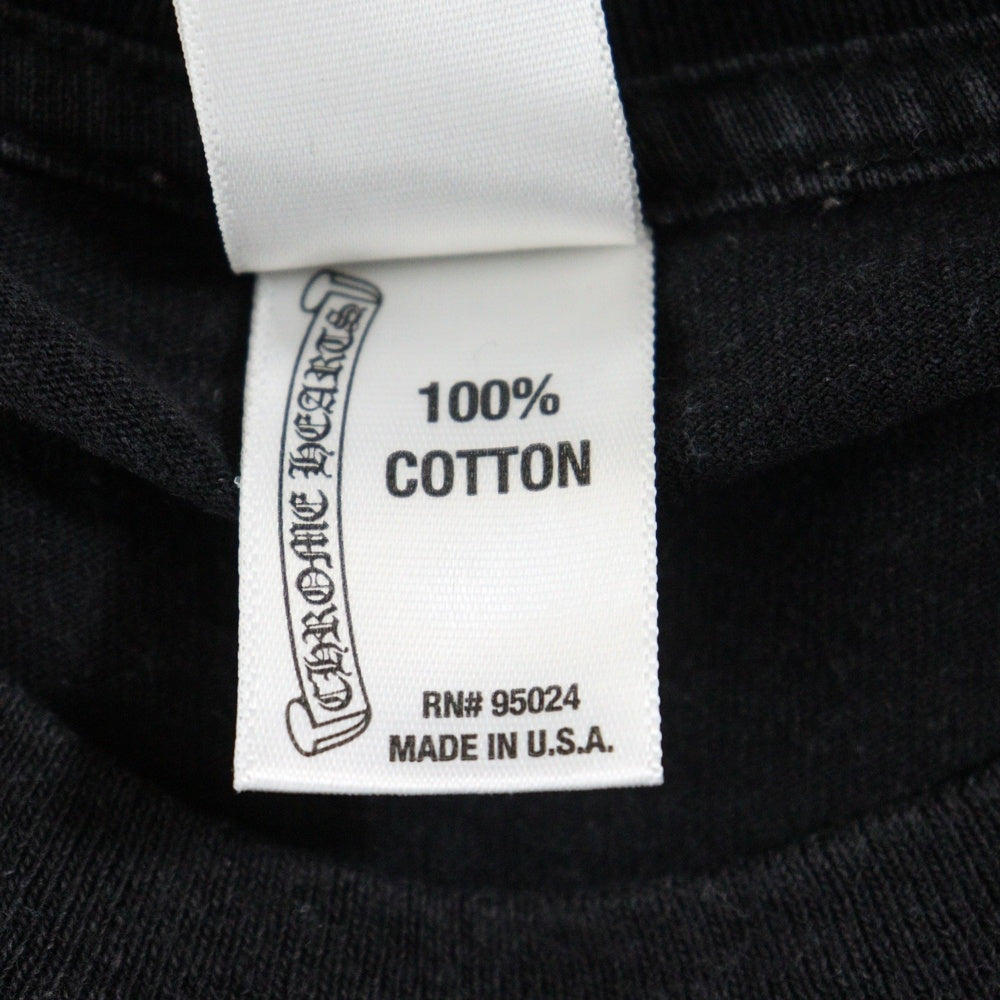 CHROME HEARTS
100%
COTTON
RN# 95024
MADE IN U.S.A.